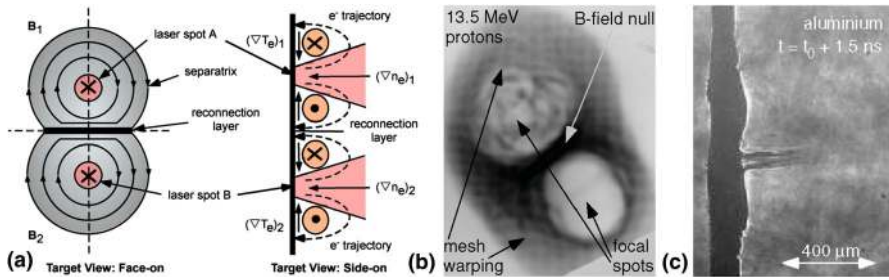 B₁
laser spot A
separatrix
reconnection
layer
laser spot B
B₂
(a)
Target View: Face-on
e⁻ trajectory
(∇Tₑ)₁
(∇nₑ)₁
reconnection
layer
(∇nₑ)₂
(∇Tₑ)₂
e⁻ trajectory
Target View: Side-on
13.5 MeV
protons
B-field null
mesh
warping
focal
spots
(b)
aluminium
t = t₀ + 1.5 ns
400 μm
(c)